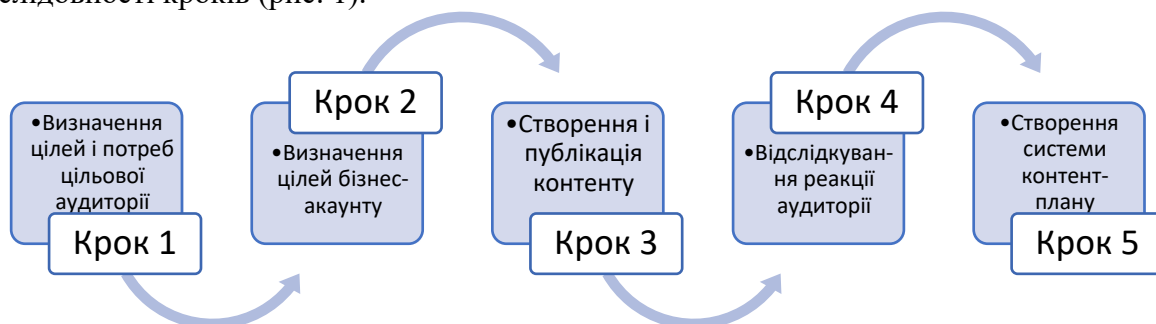 слідовності кроків (рис. 1).
•Визначення
цілей і потреб
цільової
аудиторії
Крок 1
Крок 2
•Визначення
цілей бізнес-
акаунту
•Створення і
публікація
контенту
Крок 3
Крок 4
•Відслідкуван-
ня реакції
аудиторії
•Створення
системи
контент-
плану
Крок 5